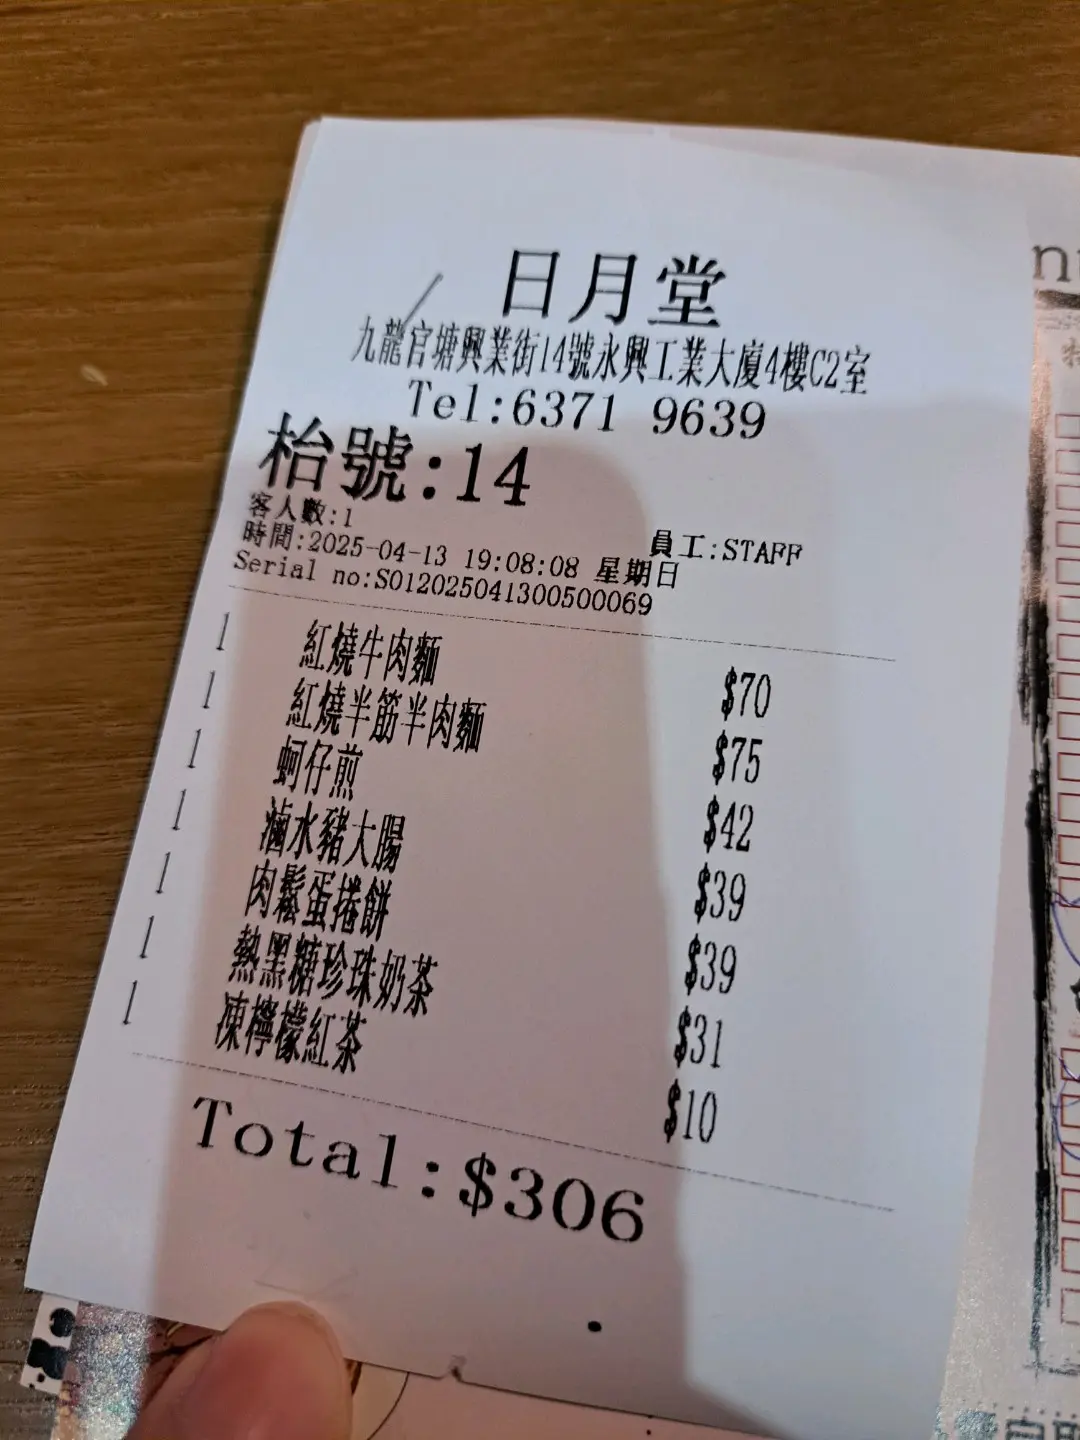 日月堂
九龍官塘興業街14號永興工業大廈4樓C2室
Tel:6371 9639
枱號:14
客人數:1
員工:STAFF
時間:2025-04-13 19:08:08 星期日
Serial no:S01202504130050​0069
1 紅燒牛肉麵 $70
1 紅燒半筋半肉麵 $75
1 蚵仔煎 $42
1 滷水豬大腸 $39
1 肉鬆蛋捲餅 $39
1 熱黑糖珍珠奶茶 $31
1 凍檸檬紅茶 $10
Total:$306